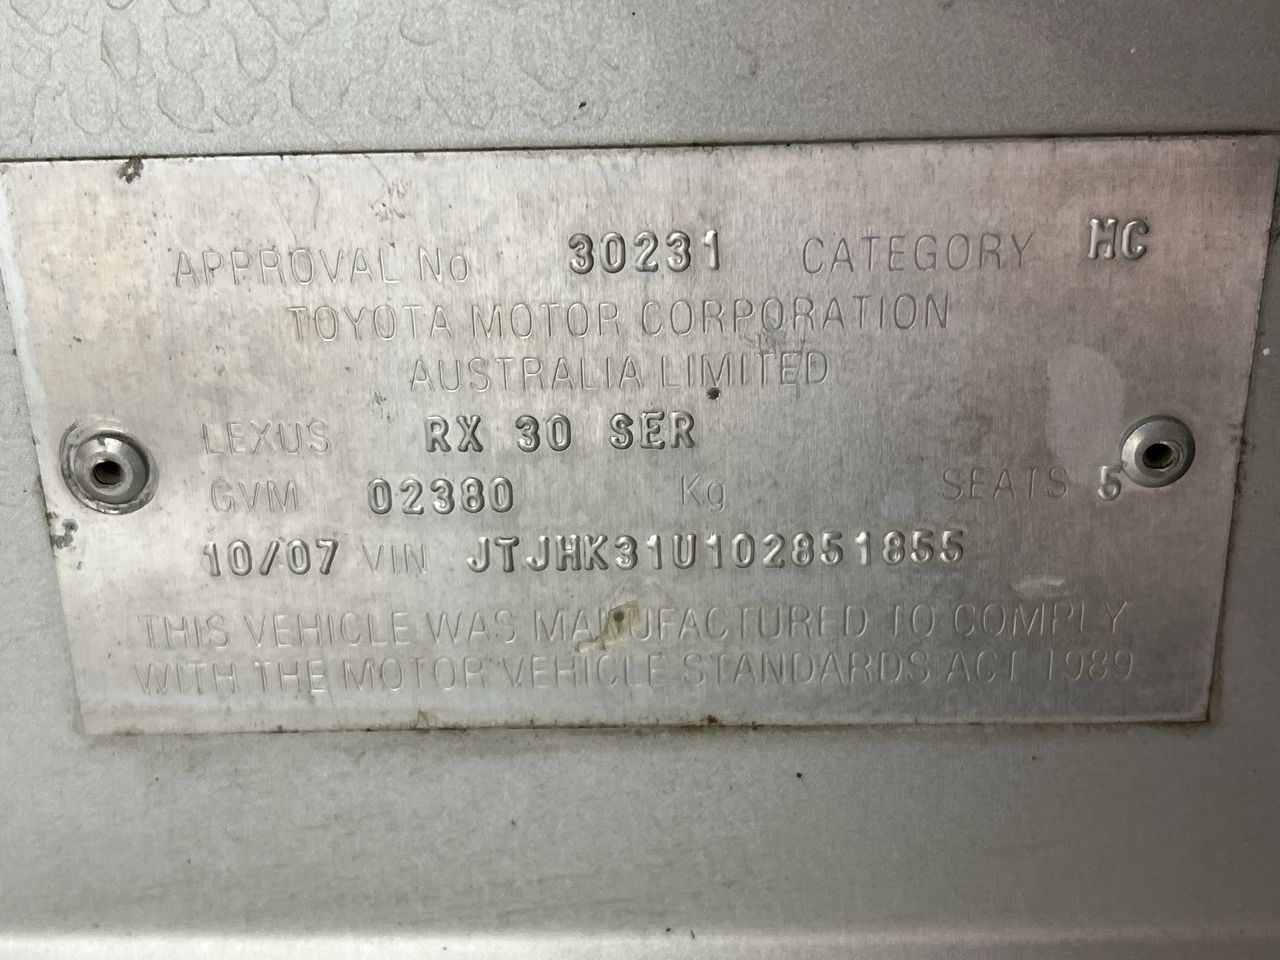 APPROVAL No 30231 CATEGORY MC
TOYOTA MOTOR CORPORATION
AUSTRALIA LIMITED
LEXUS RX 30 SER
GVM 02380 Kg SEATS 5
10/07 VIN JTJHK31U102851855
THIS VEHICLE WAS MANUFACTURED TO COMPLY
WITH THE MOTOR VEHICLE STANDARDS ACT 1989